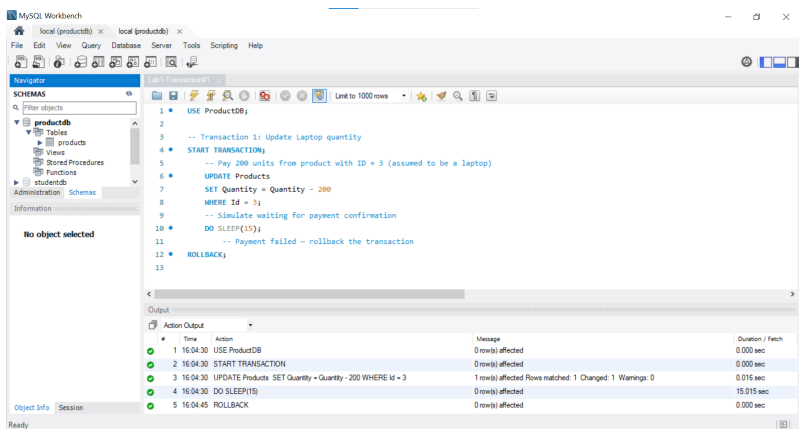 MySQL Workbench
local (productdb) × local (productdb) ×
File Edit View Query Database Server Tools Scripting Help
Navigator
SCHEMAS
Filter objects
productdb
Tables
products
Views
Stored Procedures
Functions
studentdb
Administration Schemas
Information
No object selected
Object Info Session
Ready
Lab1-Transaction#1 ×
Limit to 1000 rows
1 USE ProductDB;
2
3 -- Transaction 1: Update Laptop quantity
4 START TRANSACTION;
5 -- Pay 200 units from product with ID = 3 (assumed to be a laptop)
6 UPDATE Products
7 SET Quantity = Quantity - 200
8 WHERE Id = 3;
9 -- Simulate waiting for payment confirmation
10 DO SLEEP(15);
11 -- Payment failed — rollback the transaction
12 ROLLBACK;
13
Output
Action Output
# Time Action Message Duration / Fetch
1 16:04:30 USE ProductDB 0 row(s) affected 0.000 sec
2 16:04:30 START TRANSACTION 0 row(s) affected 0.000 sec
3 16:04:30 UPDATE Products SET Quantity = Quantity - 200 WHERE Id = 3 1 row(s) affected Rows matched: 1 Changed: 1 Warnings: 0 0.016 sec
4 16:04:30 DO SLEEP(15) 0 row(s) affected 15.015 sec
5 16:04:45 ROLLBACK 0 row(s) affected 0.000 sec